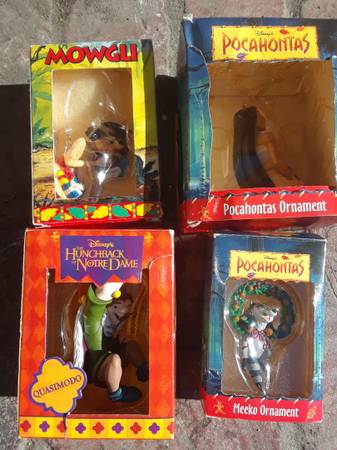 MOWGLI
Disney's
POCAHONTAS
Pocahontas Ornament
Disney's
THE
HUNCHBACK
OF
NOTRE DAME
QUASIMODO
Disney's
POCAHONTAS
Meeko Ornament